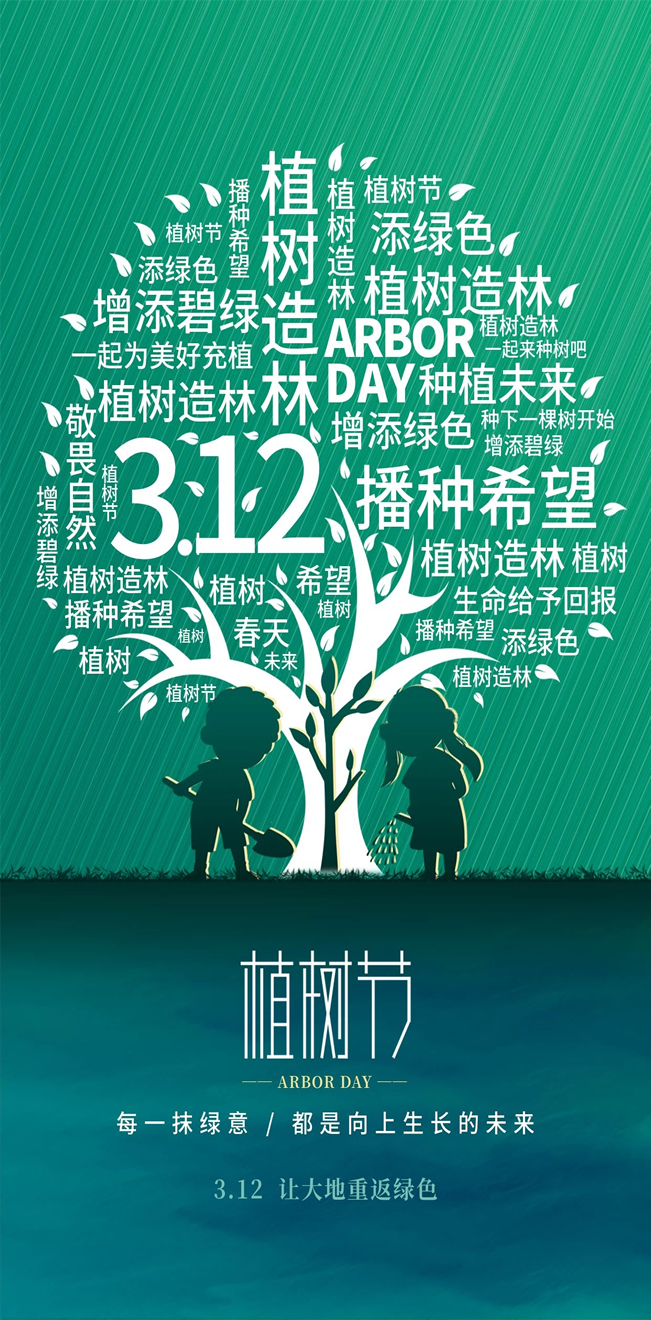 植树造林
播种希望
植树造林
植树节
植树节
添绿色
添绿色
植树造林
增添碧绿
ARBOR
DAY
植树造林
一起来种树吧
一起为美好充植
植树造林
种植未来
敬畏自然
增添绿色
种下一棵树开始
增添碧绿
3.12
植树节
增添碧绿
播种希望
植树造林
植树
植树造林
播种希望
植树
希望
植树
生命给予回报
植树
春天
未来
播种希望
添绿色
植树
植树造林
植树节
植树节
ARBOR DAY
每一抹绿意 / 都是向上生长的未来
3.12 让大地重返绿色